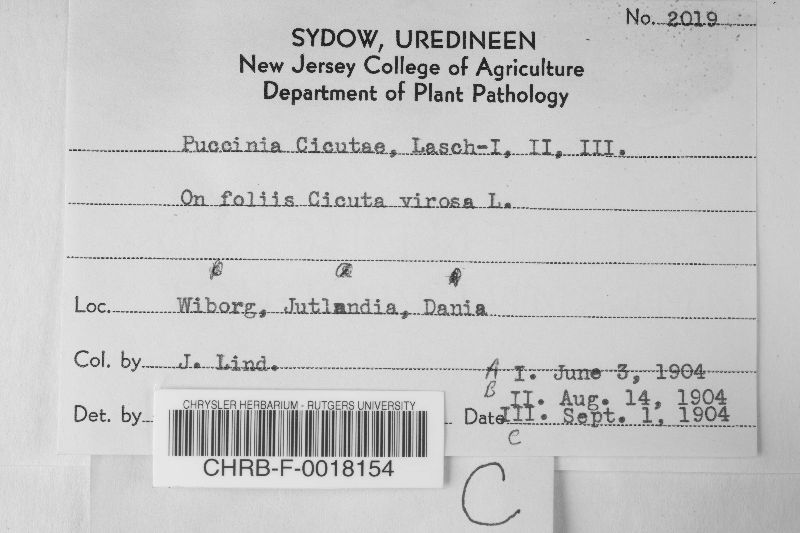 No. 2019
SYDOW, UREDINEEN
New Jersey College of Agriculture
Department of Plant Pathology
Puccinia Cicutae, Lasch-I, II, III.
On foliis Cicuta virosa L.
Loc. Wiborg, Jutlandia, Dania
Col. by J. Lind.
A I. June 3, 1904
B II. Aug. 14, 1904
Det. by
Date III. Sept. 1, 1904
C
CHRYSLER HERBARIUM - RUTGERS UNIVERSITY
CHRB-F-0018154
C